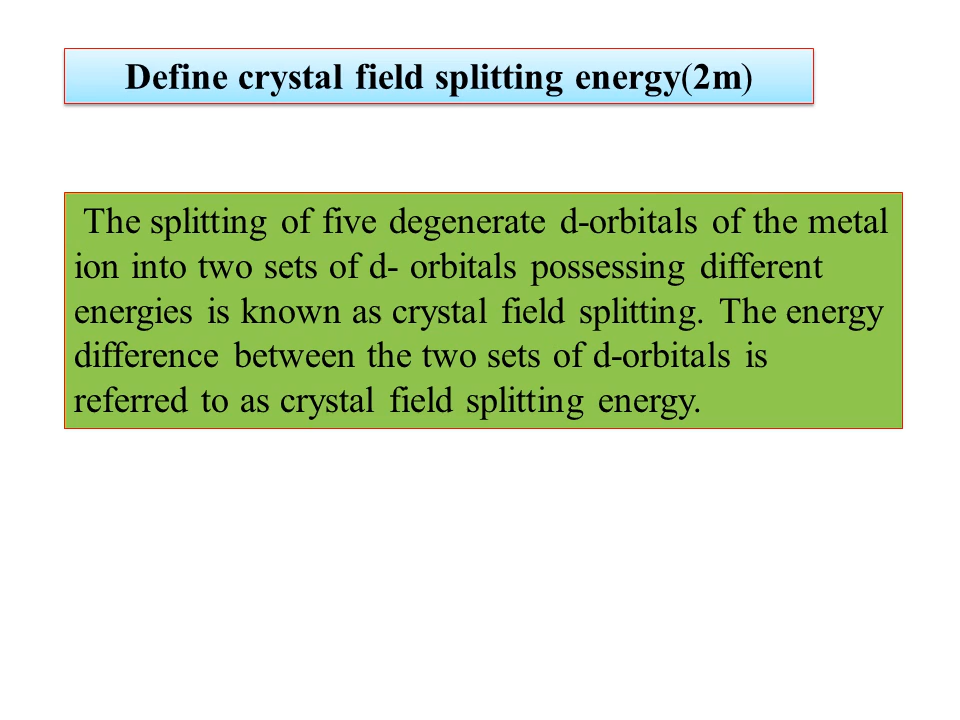 Define crystal field splitting energy(2m)
The splitting of five degenerate d-orbitals of the metal
ion into two sets of d- orbitals possessing different
energies is known as crystal field splitting. The energy
difference between the two sets of d-orbitals is
referred to as crystal field splitting energy.